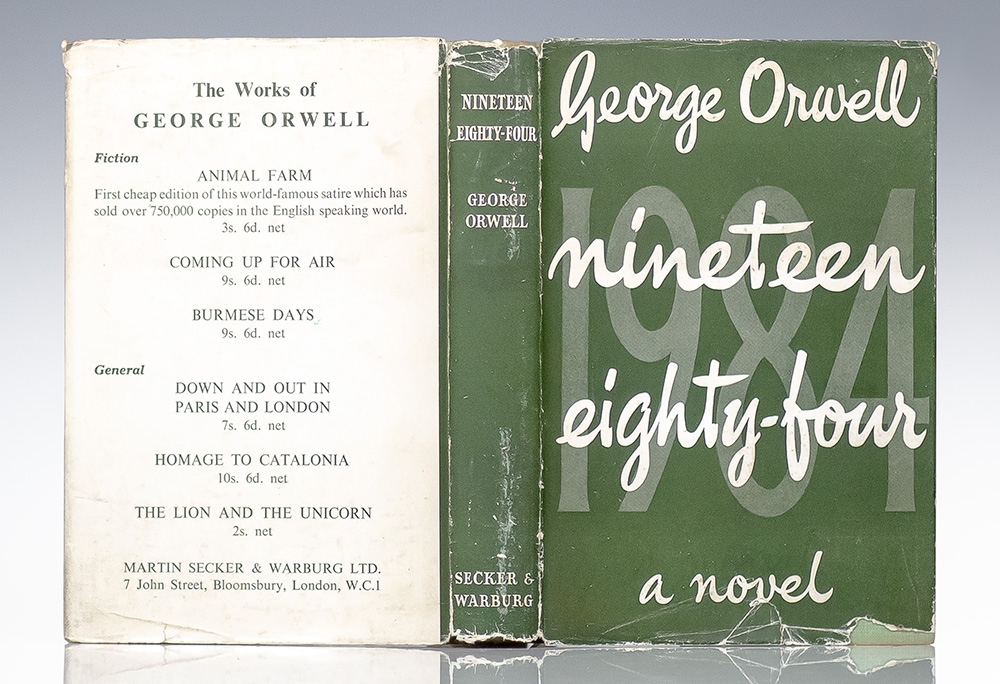 The Works of
GEORGE ORWELL
Fiction
ANIMAL FARM
First cheap edition of this world-famous satire which has
sold over 750,000 copies in the English speaking world.
3s. 6d. net
COMING UP FOR AIR
9s. 6d. net
BURMESE DAYS
9s. 6d. net
General
DOWN AND OUT IN
PARIS AND LONDON
7s. 6d. net
HOMAGE TO CATALONIA
10s. 6d. net
THE LION AND THE UNICORN
2s. net
MARTIN SECKER & WARBURG LTD.
7 John Street, Bloomsbury, London, W.C.1
NINETEEN
EIGHTY-FOUR
GEORGE
ORWELL
SECKER &
WARBURG
George Orwell
1984
nineteen
eighty-four
a novel